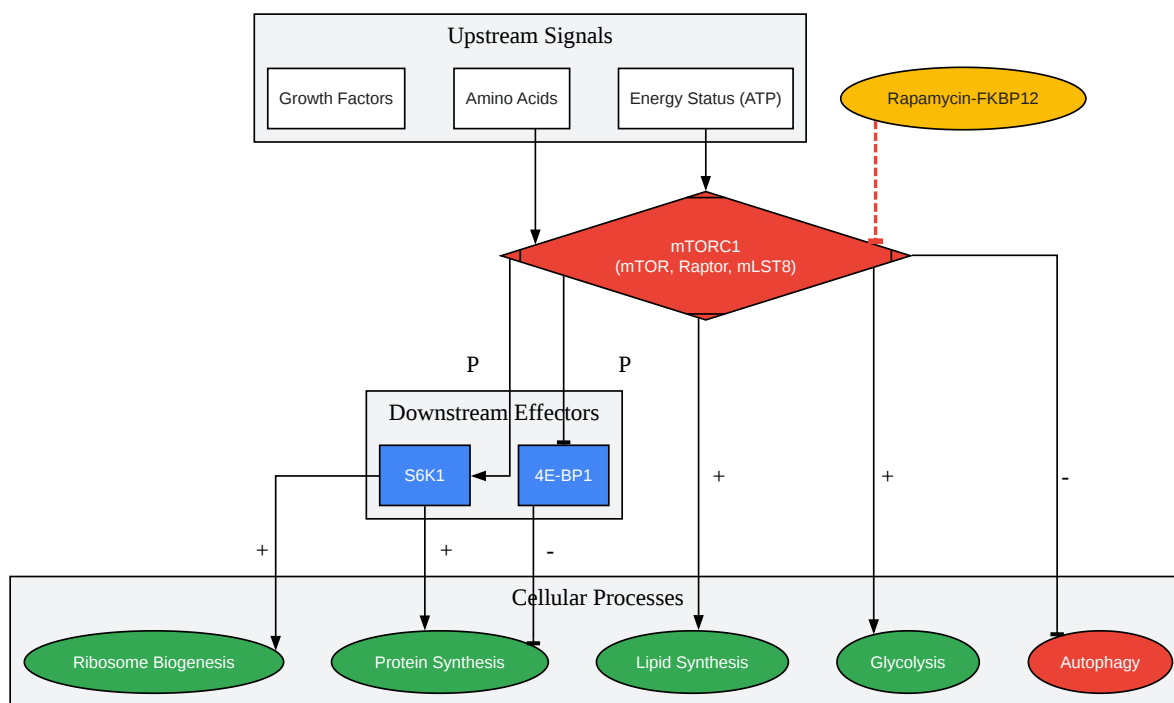 Upstream Signals
Growth Factors
Amino Acids
Energy Status (ATP)
Rapamycin-FKBP12
mTORC1
(mTOR, Raptor, mLST8)
P
P
Downstream Effectors
S6K1
4E-BP1
+
+
-
+
+
-
Cellular Processes
Ribosome Biogenesis
Protein Synthesis
Lipid Synthesis
Glycolysis
Autophagy